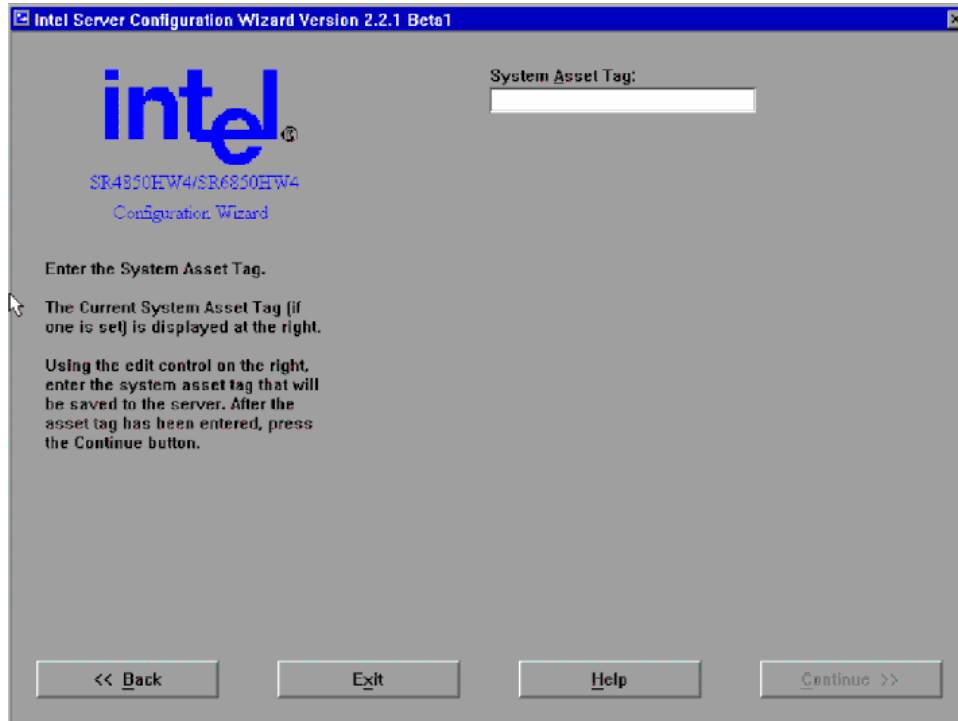 Intel Server Configuration Wizard Version 2.2.1 Beta1
intel®
SR4850HW4/SR6850HW4
Configuration Wizard
System Asset Tag:
Enter the System Asset Tag.
The Current System Asset Tag (if
one is set) is displayed at the right.
Using the edit control on the right,
enter the system asset tag that will
be saved to the server. After the
asset tag has been entered, press
the Continue button.
<< Back
Exit
Help
Continue >>